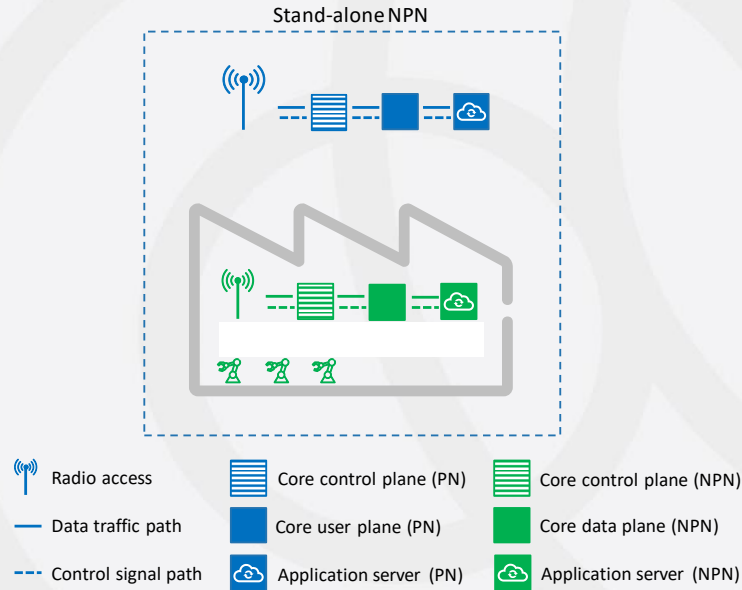 Stand-alone NPN
Radio access
Core control plane (PN)
Core control plane (NPN)
Data traffic path
Core user plane (PN)
Core data plane (NPN)
Control signal path
Application server (PN)
Application server (NPN)